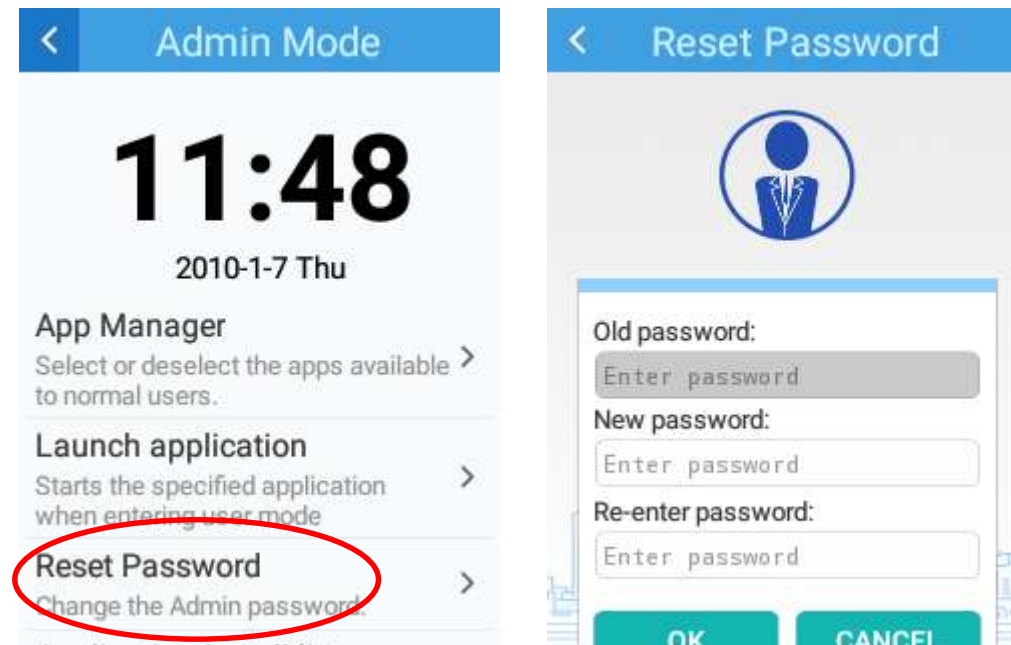 Admin Mode
11:48
2010-1-7 Thu
App Manager
Select or deselect the apps available
to normal users.
Launch application
Starts the specified application
when entering user mode
Reset Password
Change the Admin password.
Reset Password
Old password:
Enter password
New password:
Enter password
Re-enter password:
Enter password
OK
CANCEL